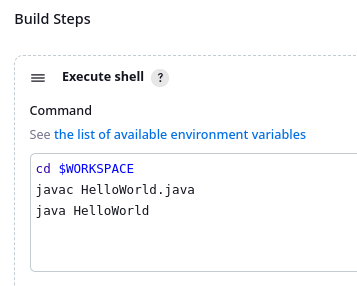 Build Steps
Execute shell ?
Command
See the list of available environment variables
cd $WORKSPACE
javac HelloWorld.java
java HelloWorld